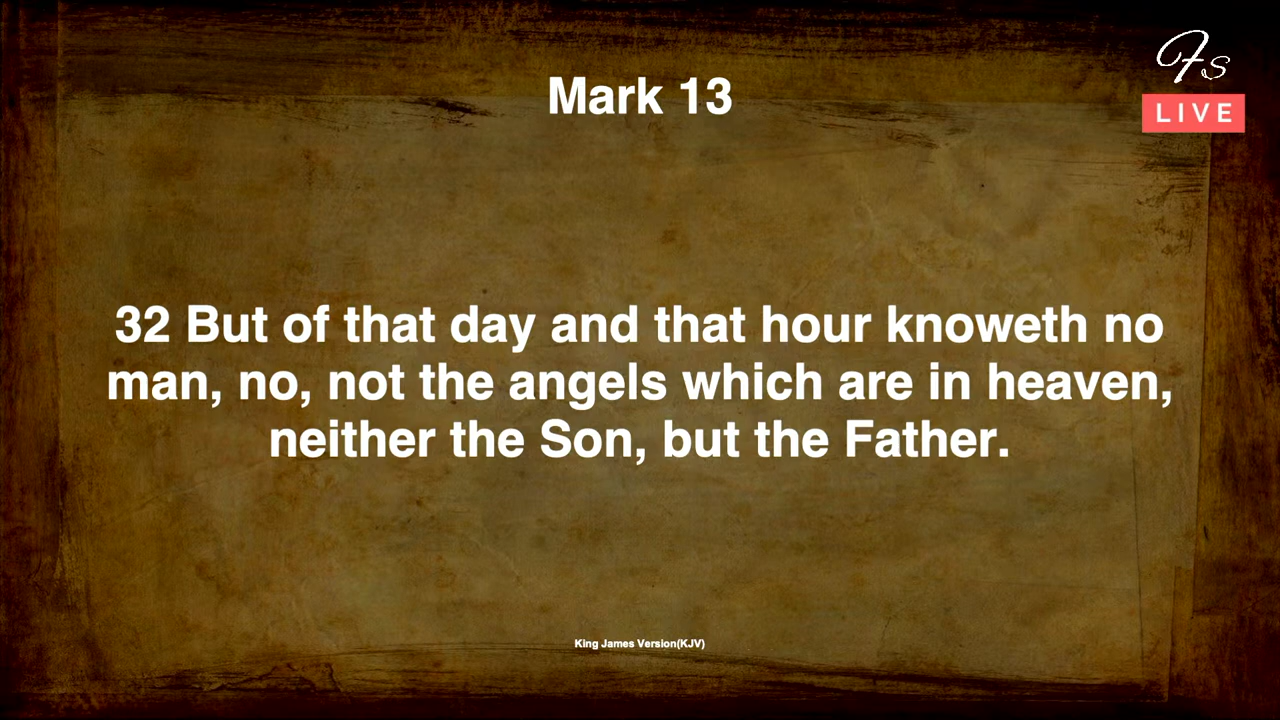 Fs
LIVE
Mark 13
32 But of that day and that hour knoweth no
man, no, not the angels which are in heaven,
neither the Son, but the Father.
King James Version(KJV)